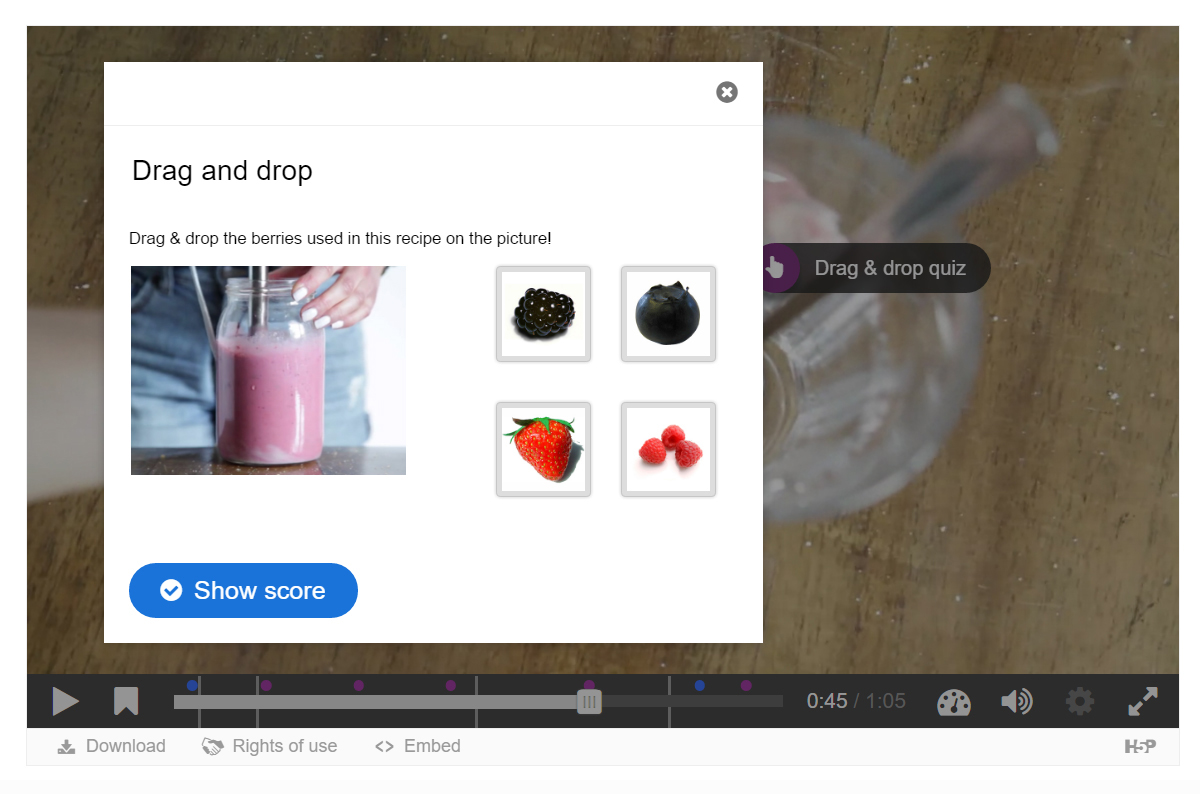 Drag and drop
Drag & drop the berries used in this recipe on the picture!
Drag & drop quiz
Show score
0:45 / 1:05
Download
Rights of use
<> Embed
H5P